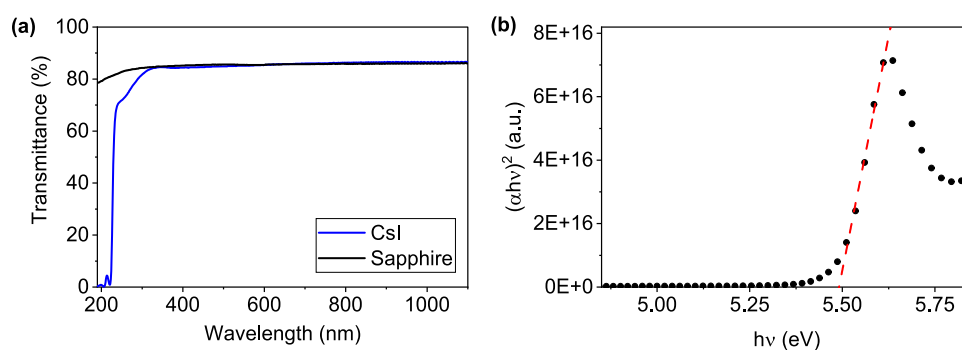 (a)
100
80
60
40
20
0
Transmittance (%)
CsI
Sapphire
200 400 600 800 1000
Wavelength (nm)
(b)
8E+16
6E+16
4E+16
2E+16
0E+0
(αhν)² (a.u.)
5.00 5.25 5.50 5.75
hν (eV)